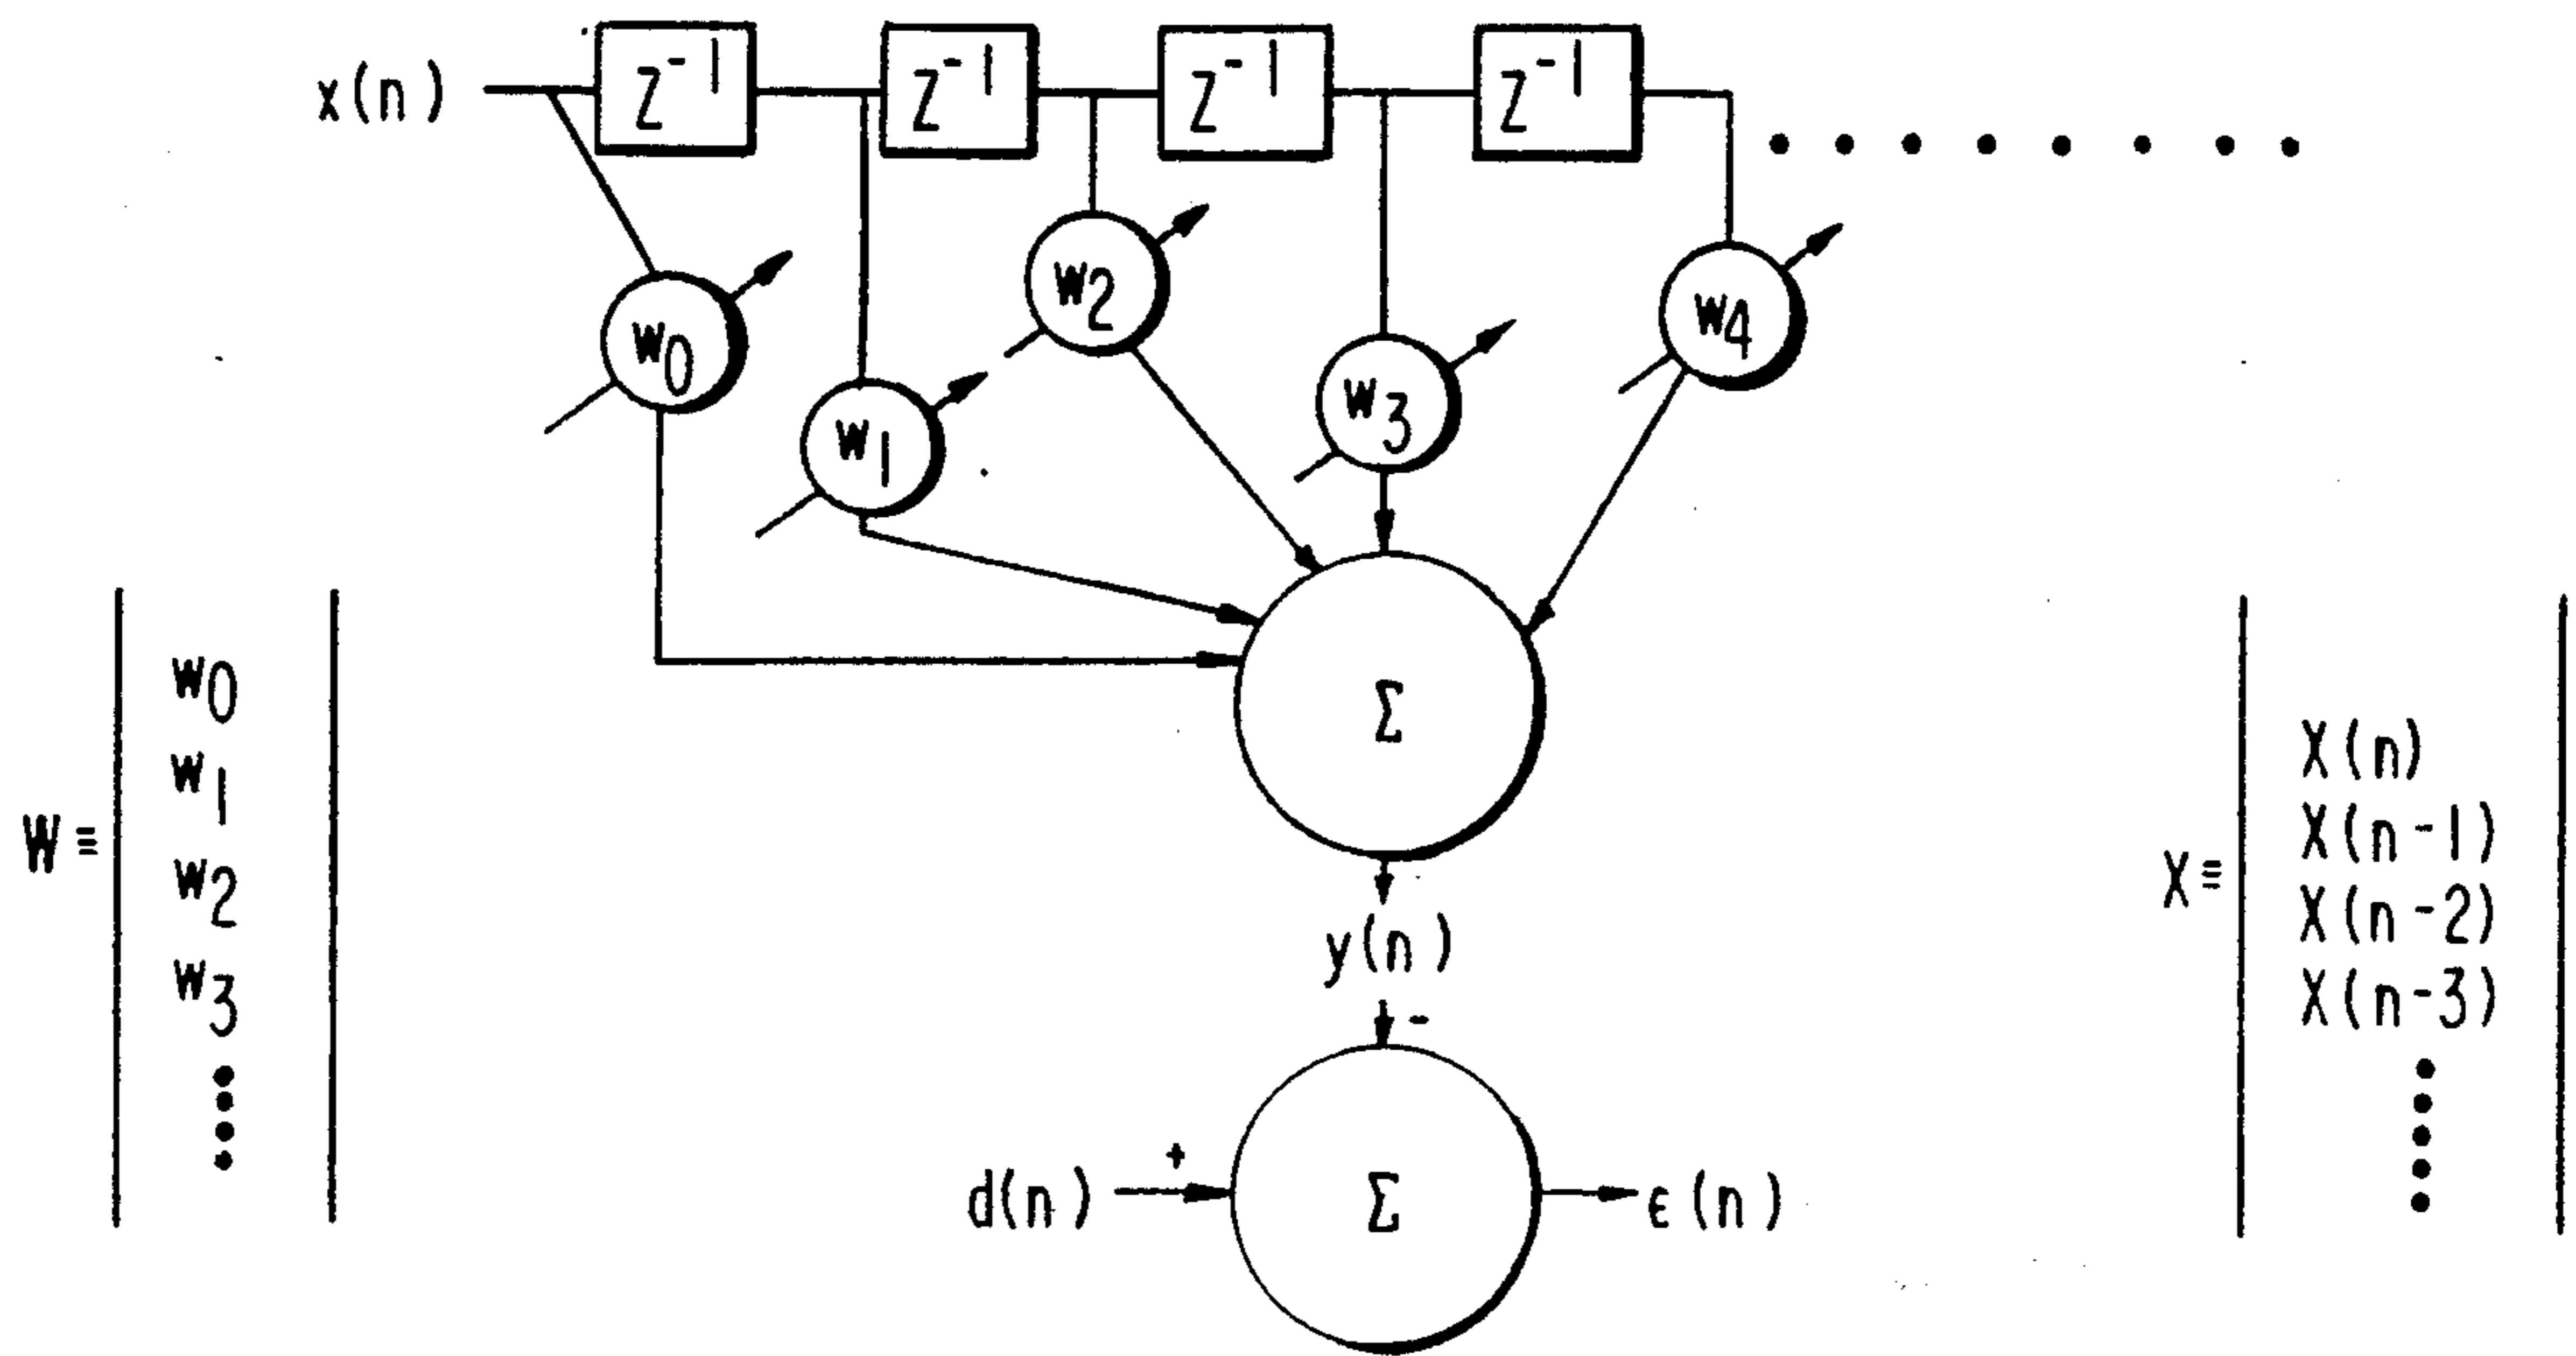 x(n) Z⁻¹ Z⁻¹ Z⁻¹ Z⁻¹
w₀ w₁ w₂ w₃ w₄
Σ
W ≡
w₀
w₁
w₂
w₃
y(n)
-
d(n) + Σ ϵ(n)
X ≡
X(n)
X(n-1)
X(n-2)
X(n-3)